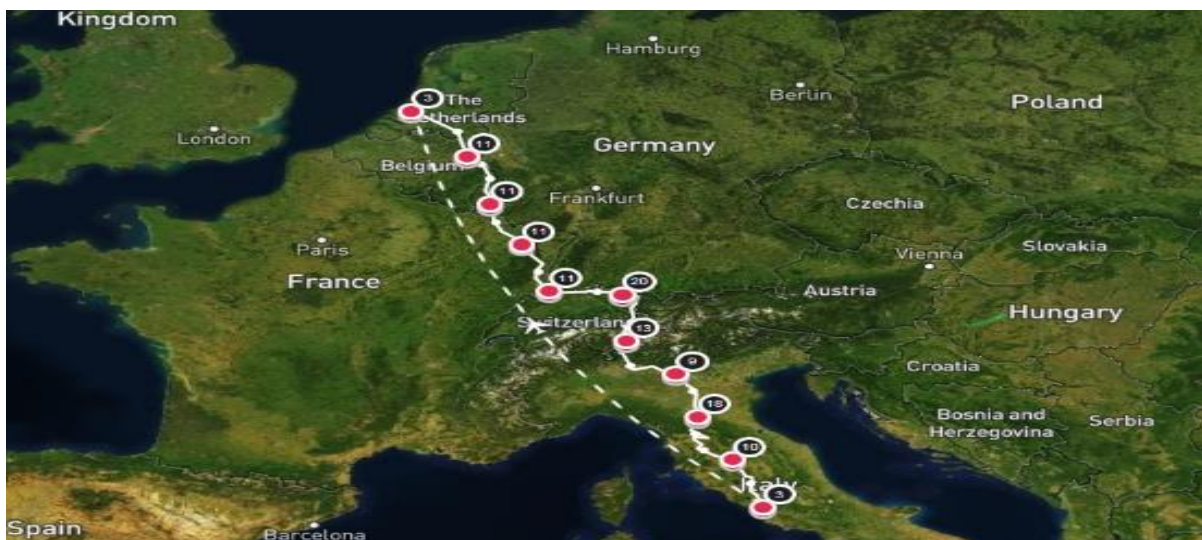 Kingdom
Hamburg
Berlin
Poland
3
The
Netherlands
London
11
Germany
Belgium
11
Frankfurt
Czechia
11
Paris
Slovakia
Vienna
France
11
20
Austria
Hungary
Switzerland
13
9
Croatia
18
Bosnia and
Herzegovina
Serbia
10
Italy
3
Spain
Barcelona